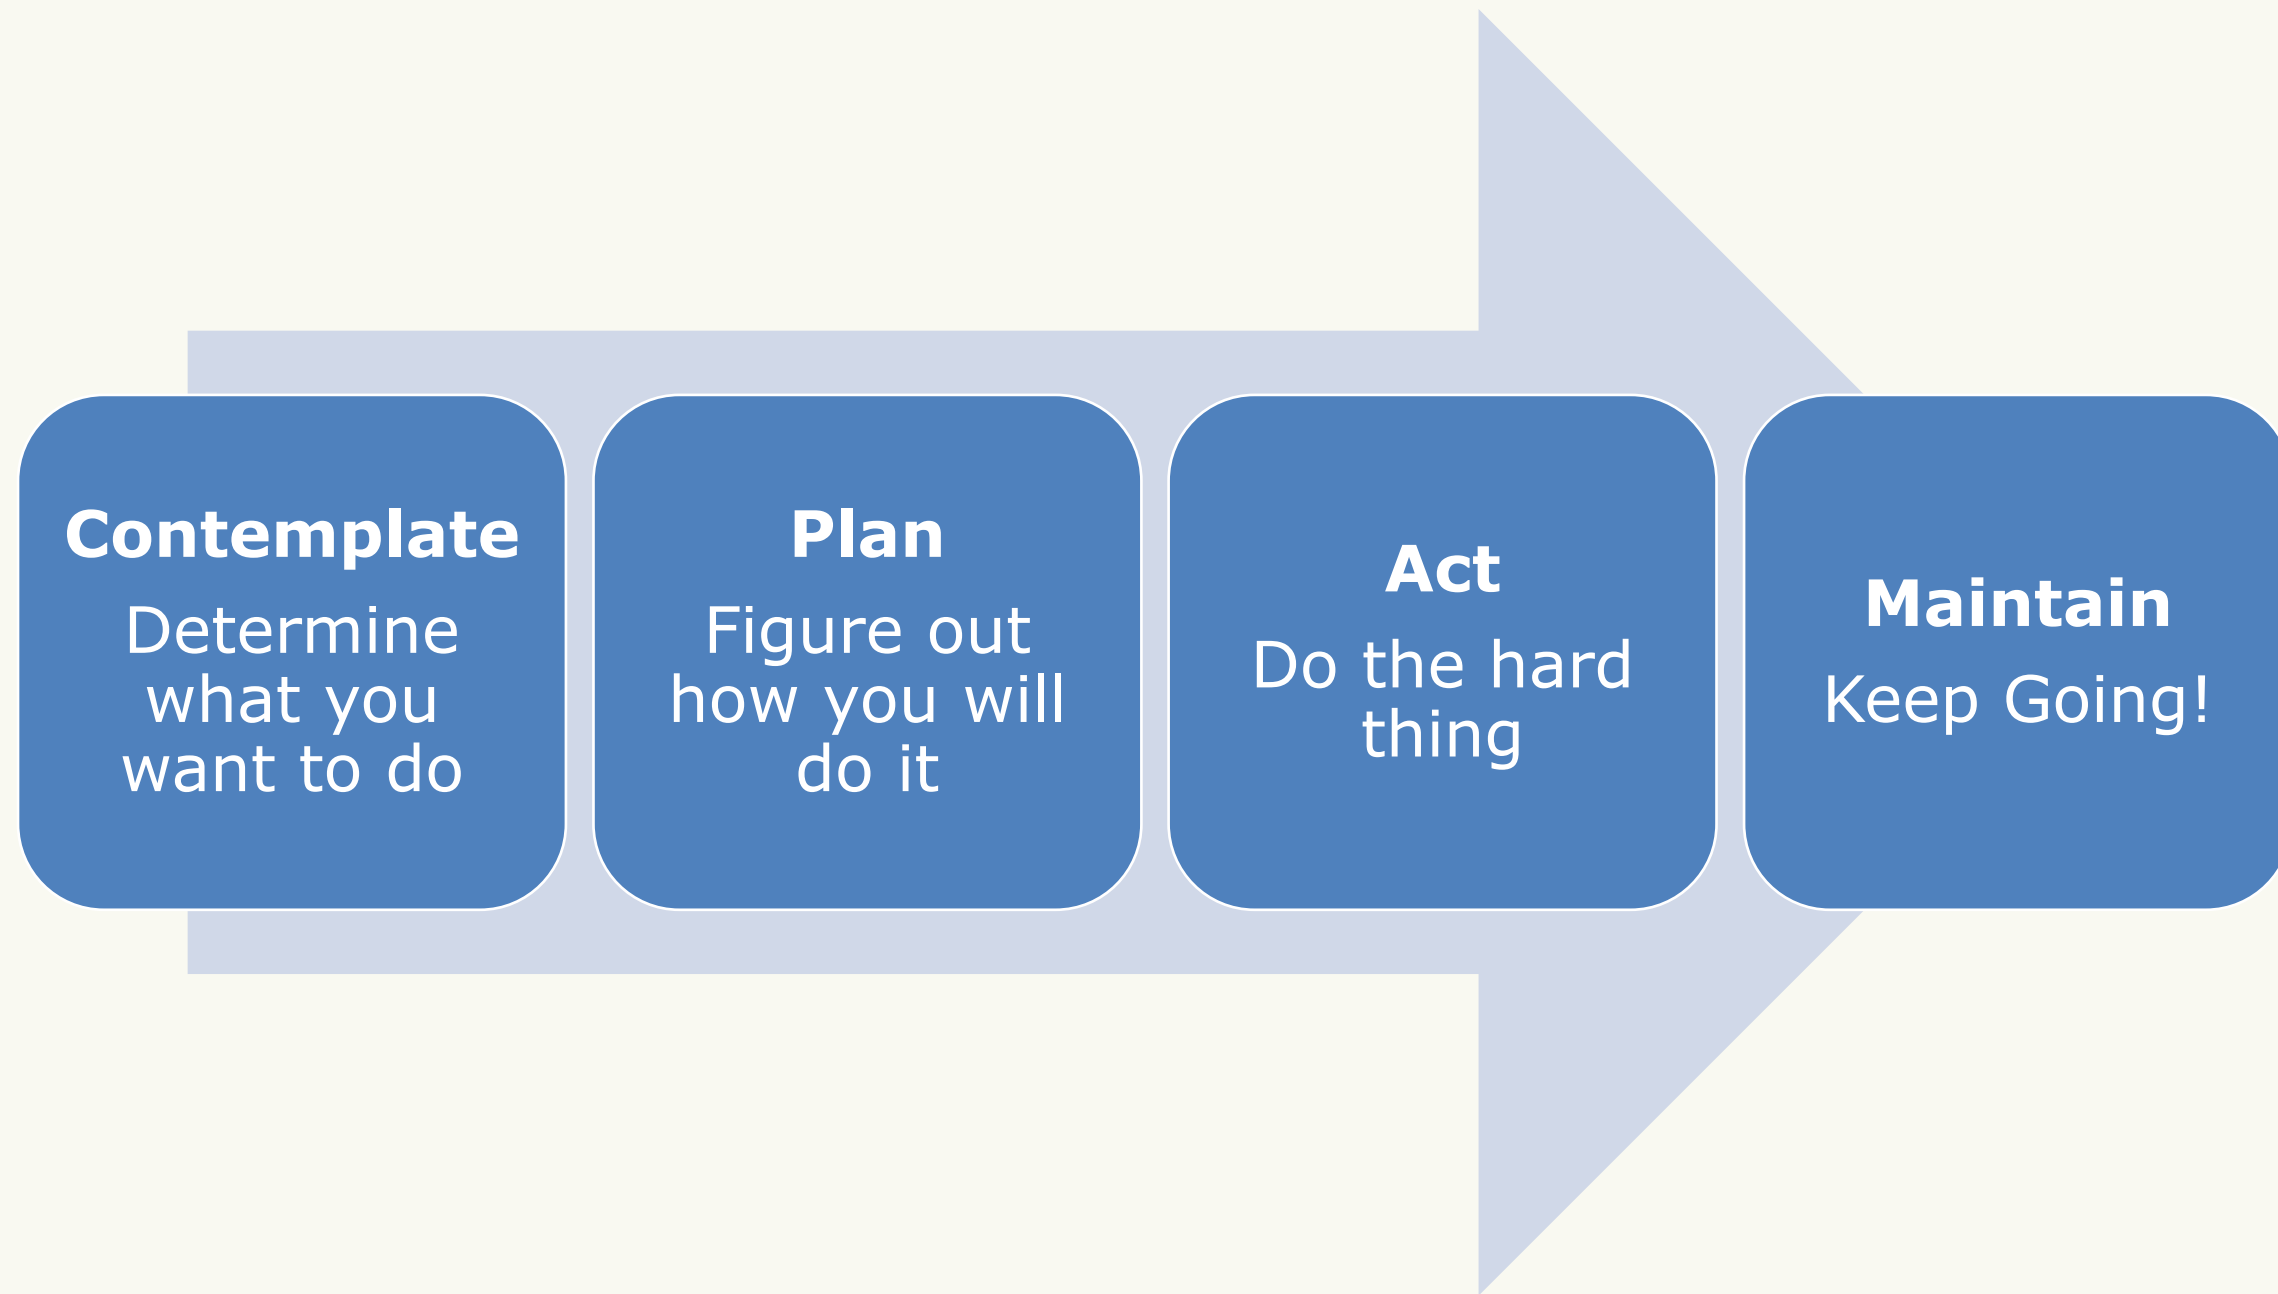 Contemplate
Determine
what you
want to do
Plan
Figure out
how you will
do it
Act
Do the hard
thing
Maintain
Keep Going!